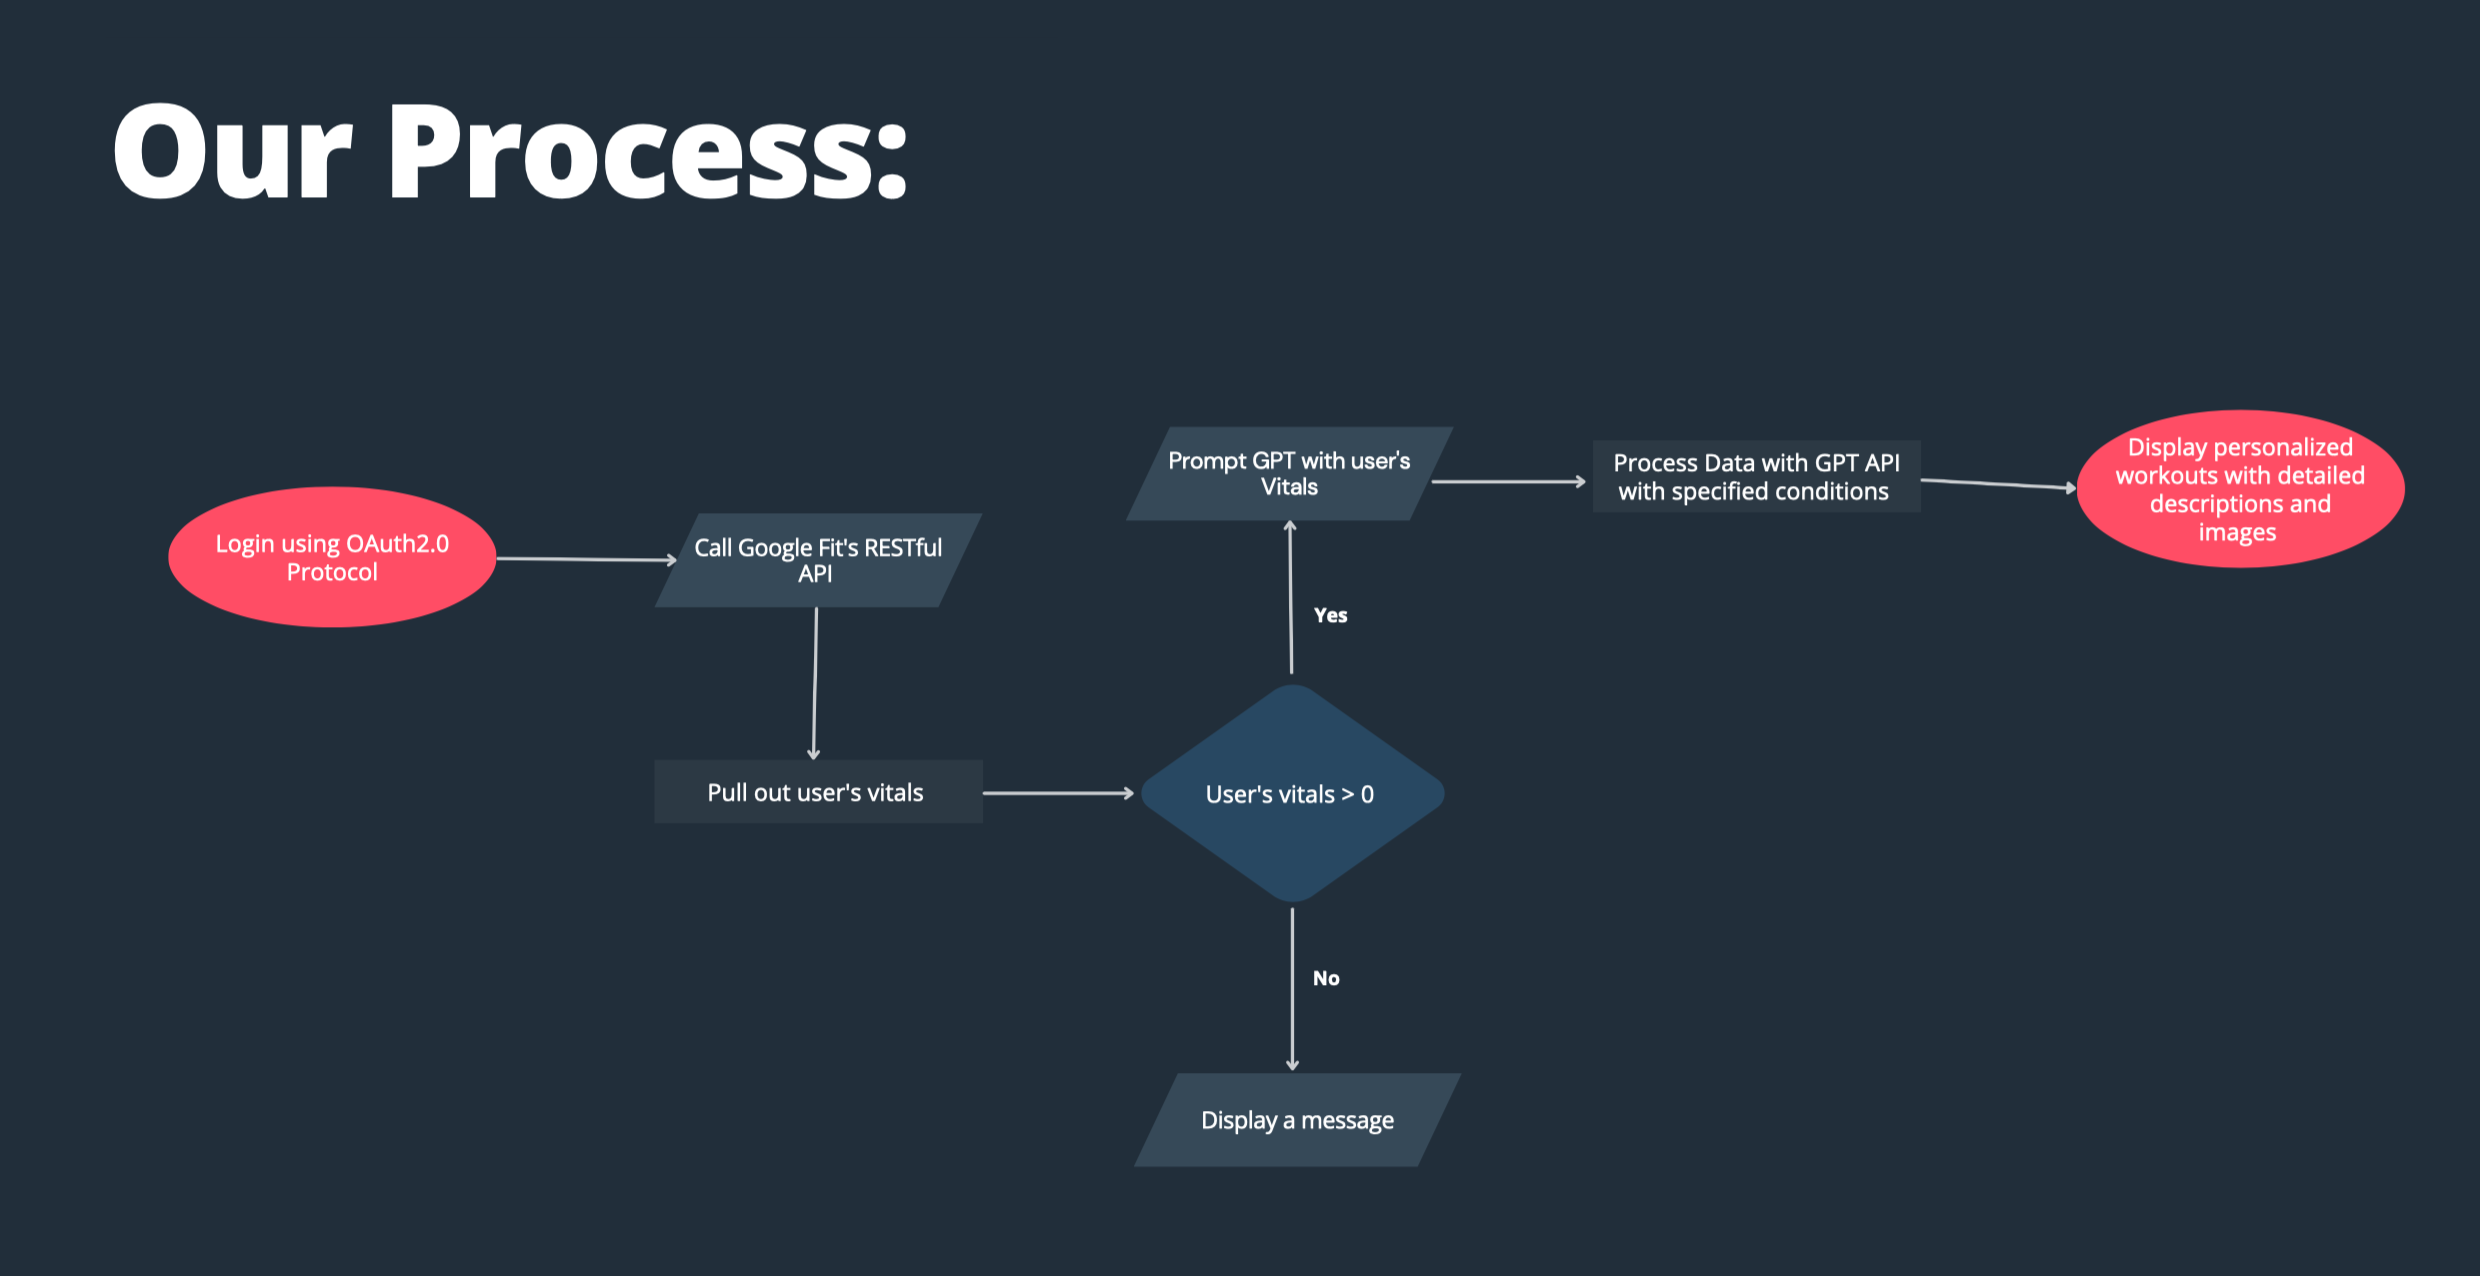 Our Process:
Login using OAuth2.0
Protocol
Call Google Fit's RESTful
API
Pull out user's vitals
User's vitals > 0
Yes
Prompt GPT with user's
Vitals
Process Data with GPT API
with specified conditions
Display personalized
workouts with detailed
descriptions and
images
No
Display a message